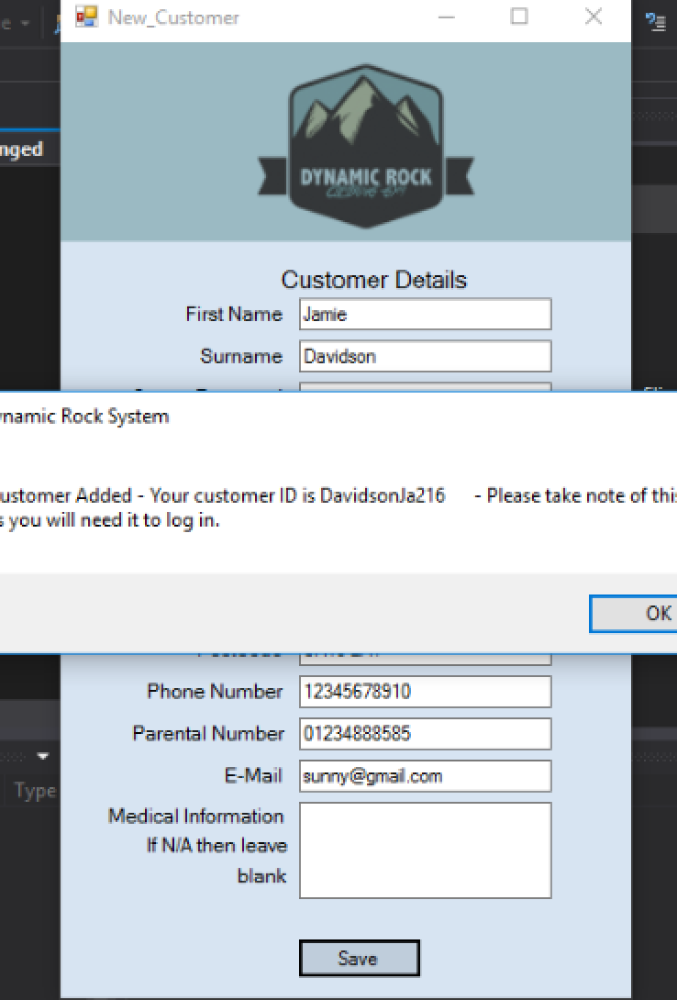 New_Customer
nged
DYNAMIC ROCK
Customer Details
First Name Jamie
Surname Davidson
ynamic Rock System
ustomer Added - Your customer ID is DavidsonJa216 - Please take note of this
s you will need it to log in.
OK
Phone Number 12345678910
Parental Number 01234888585
E-Mail sunny@gmail.com
Type
Medical Information
If N/A then leave
blank
Save